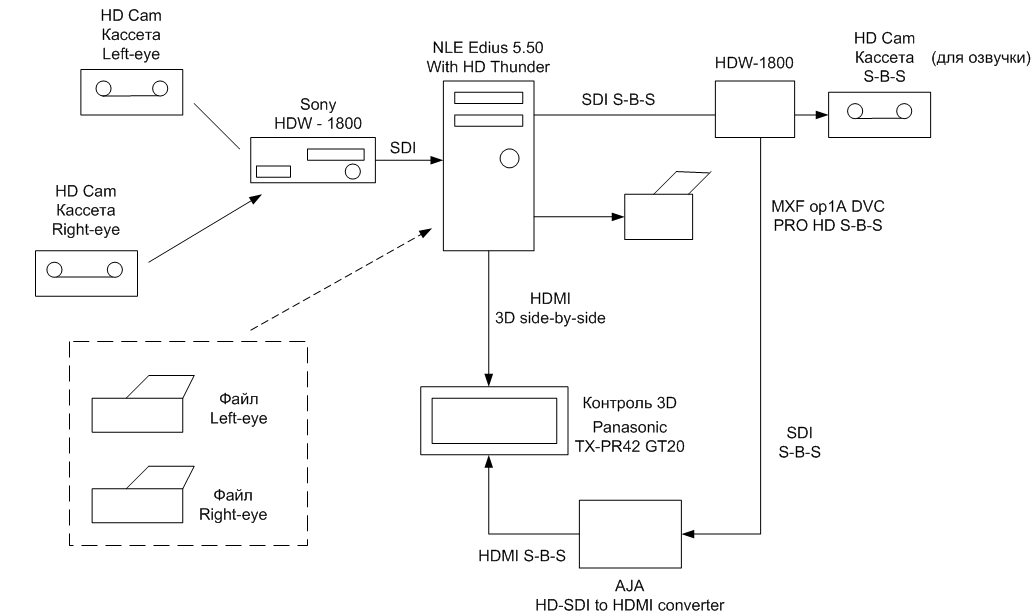 HD Cam
Кассета
Left-eye
NLE Edius 5.50
With HD Thunder
HDW-1800
HD Cam
Кассета
S-B-S
(для озвучки)
Sony
HDW - 1800
SDI
SDI S-B-S
HD Cam
Кассета
Right-eye
MXF op1A DVC
PRO HD S-B-S
HDMI
3D side-by-side
Файл
Left-eye
Контроль 3D
Panasonic
TX-PR42 GT20
SDI
S-B-S
Файл
Right-eye
HDMI S-B-S
AJA
HD-SDI to HDMI converter